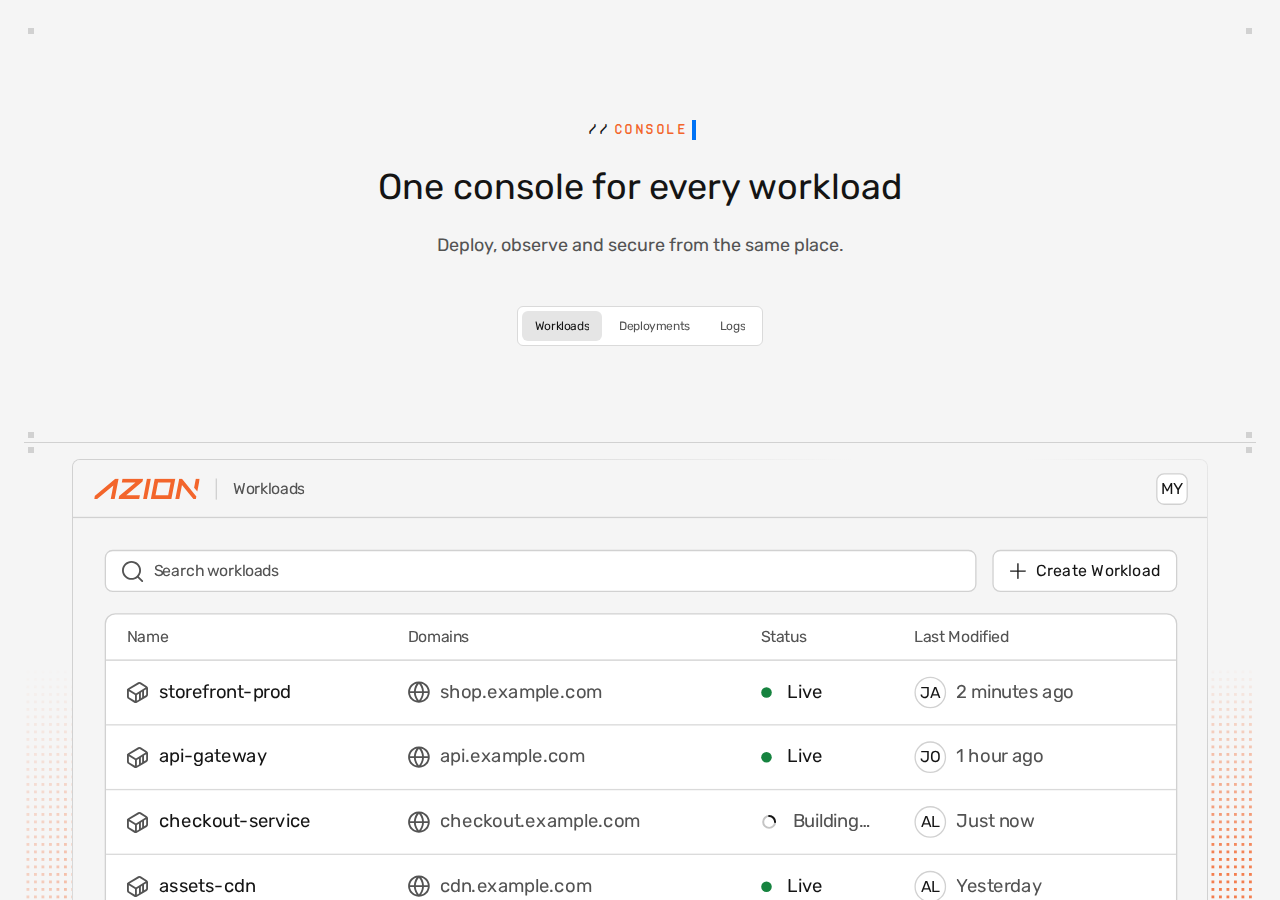 // CONSOLE
One console for every workload
Deploy, observe and secure from the same place.
Workloads Deployments Logs
AZION Workloads MY
Search workloads Create Workload
Name Domains Status Last Modified
storefront-prod shop.example.com Live JA 2 minutes ago
api-gateway api.example.com Live JO 1 hour ago
checkout-service checkout.example.com Building... AL Just now
assets-cdn cdn.example.com Live AL Yesterday